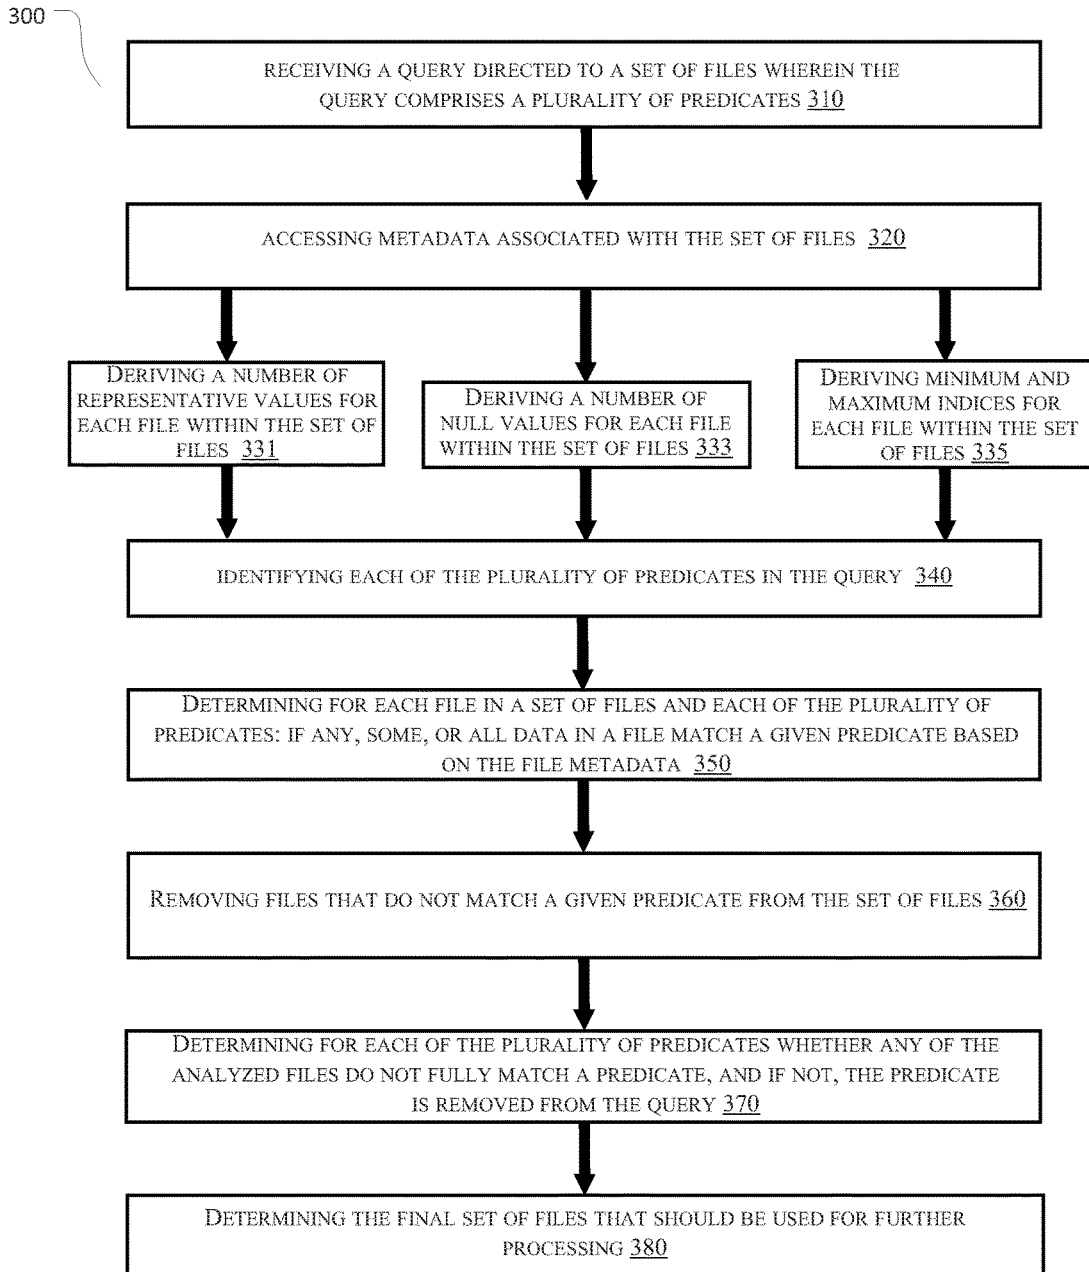 300
RECEIVING A QUERY DIRECTED TO A SET OF FILES WHEREIN THE
QUERY COMPRISES A PLURALITY OF PREDICATES 310
ACCESSING METADATA ASSOCIATED WITH THE SET OF FILES 320
DERIVING A NUMBER OF
REPRESENTATIVE VALUES FOR
EACH FILE WITHIN THE SET OF
FILES 331
DERIVING A NUMBER OF
NULL VALUES FOR EACH FILE
WITHIN THE SET OF FILES 333
DERIVING MINIMUM AND
MAXIMUM INDICES FOR
EACH FILE WITHIN THE SET
OF FILES 335
IDENTIFYING EACH OF THE PLURALITY OF PREDICATES IN THE QUERY 340
DETERMINING FOR EACH FILE IN A SET OF FILES AND EACH OF THE PLURALITY OF
PREDICATES: IF ANY, SOME, OR ALL DATA IN A FILE MATCH A GIVEN PREDICATE BASED
ON THE FILE METADATA 350
REMOVING FILES THAT DO NOT MATCH A GIVEN PREDICATE FROM THE SET OF FILES 360
DETERMINING FOR EACH OF THE PLURALITY OF PREDICATES WHETHER ANY OF THE
ANALYZED FILES DO NOT FULLY MATCH A PREDICATE, AND IF NOT, THE PREDICATE
IS REMOVED FROM THE QUERY 370
DETERMINING THE FINAL SET OF FILES THAT SHOULD BE USED FOR FURTHER
PROCESSING 380